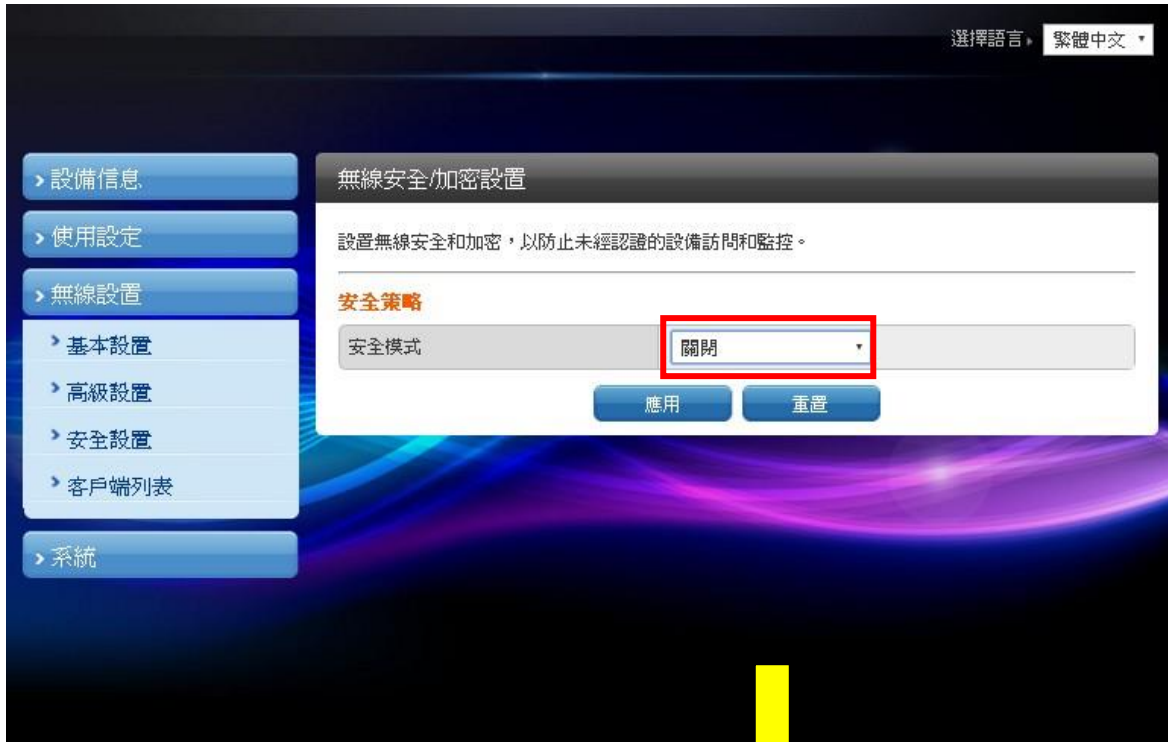 選擇語言
繁體中文
設備信息
使用設定
無線設置
基本設置
高級設置
安全設置
客戶端列表
系統
無線安全/加密設置
設置無線安全和加密，以防止未經認證的設備訪問和監控。
安全策略
安全模式
關閉
應用
重置